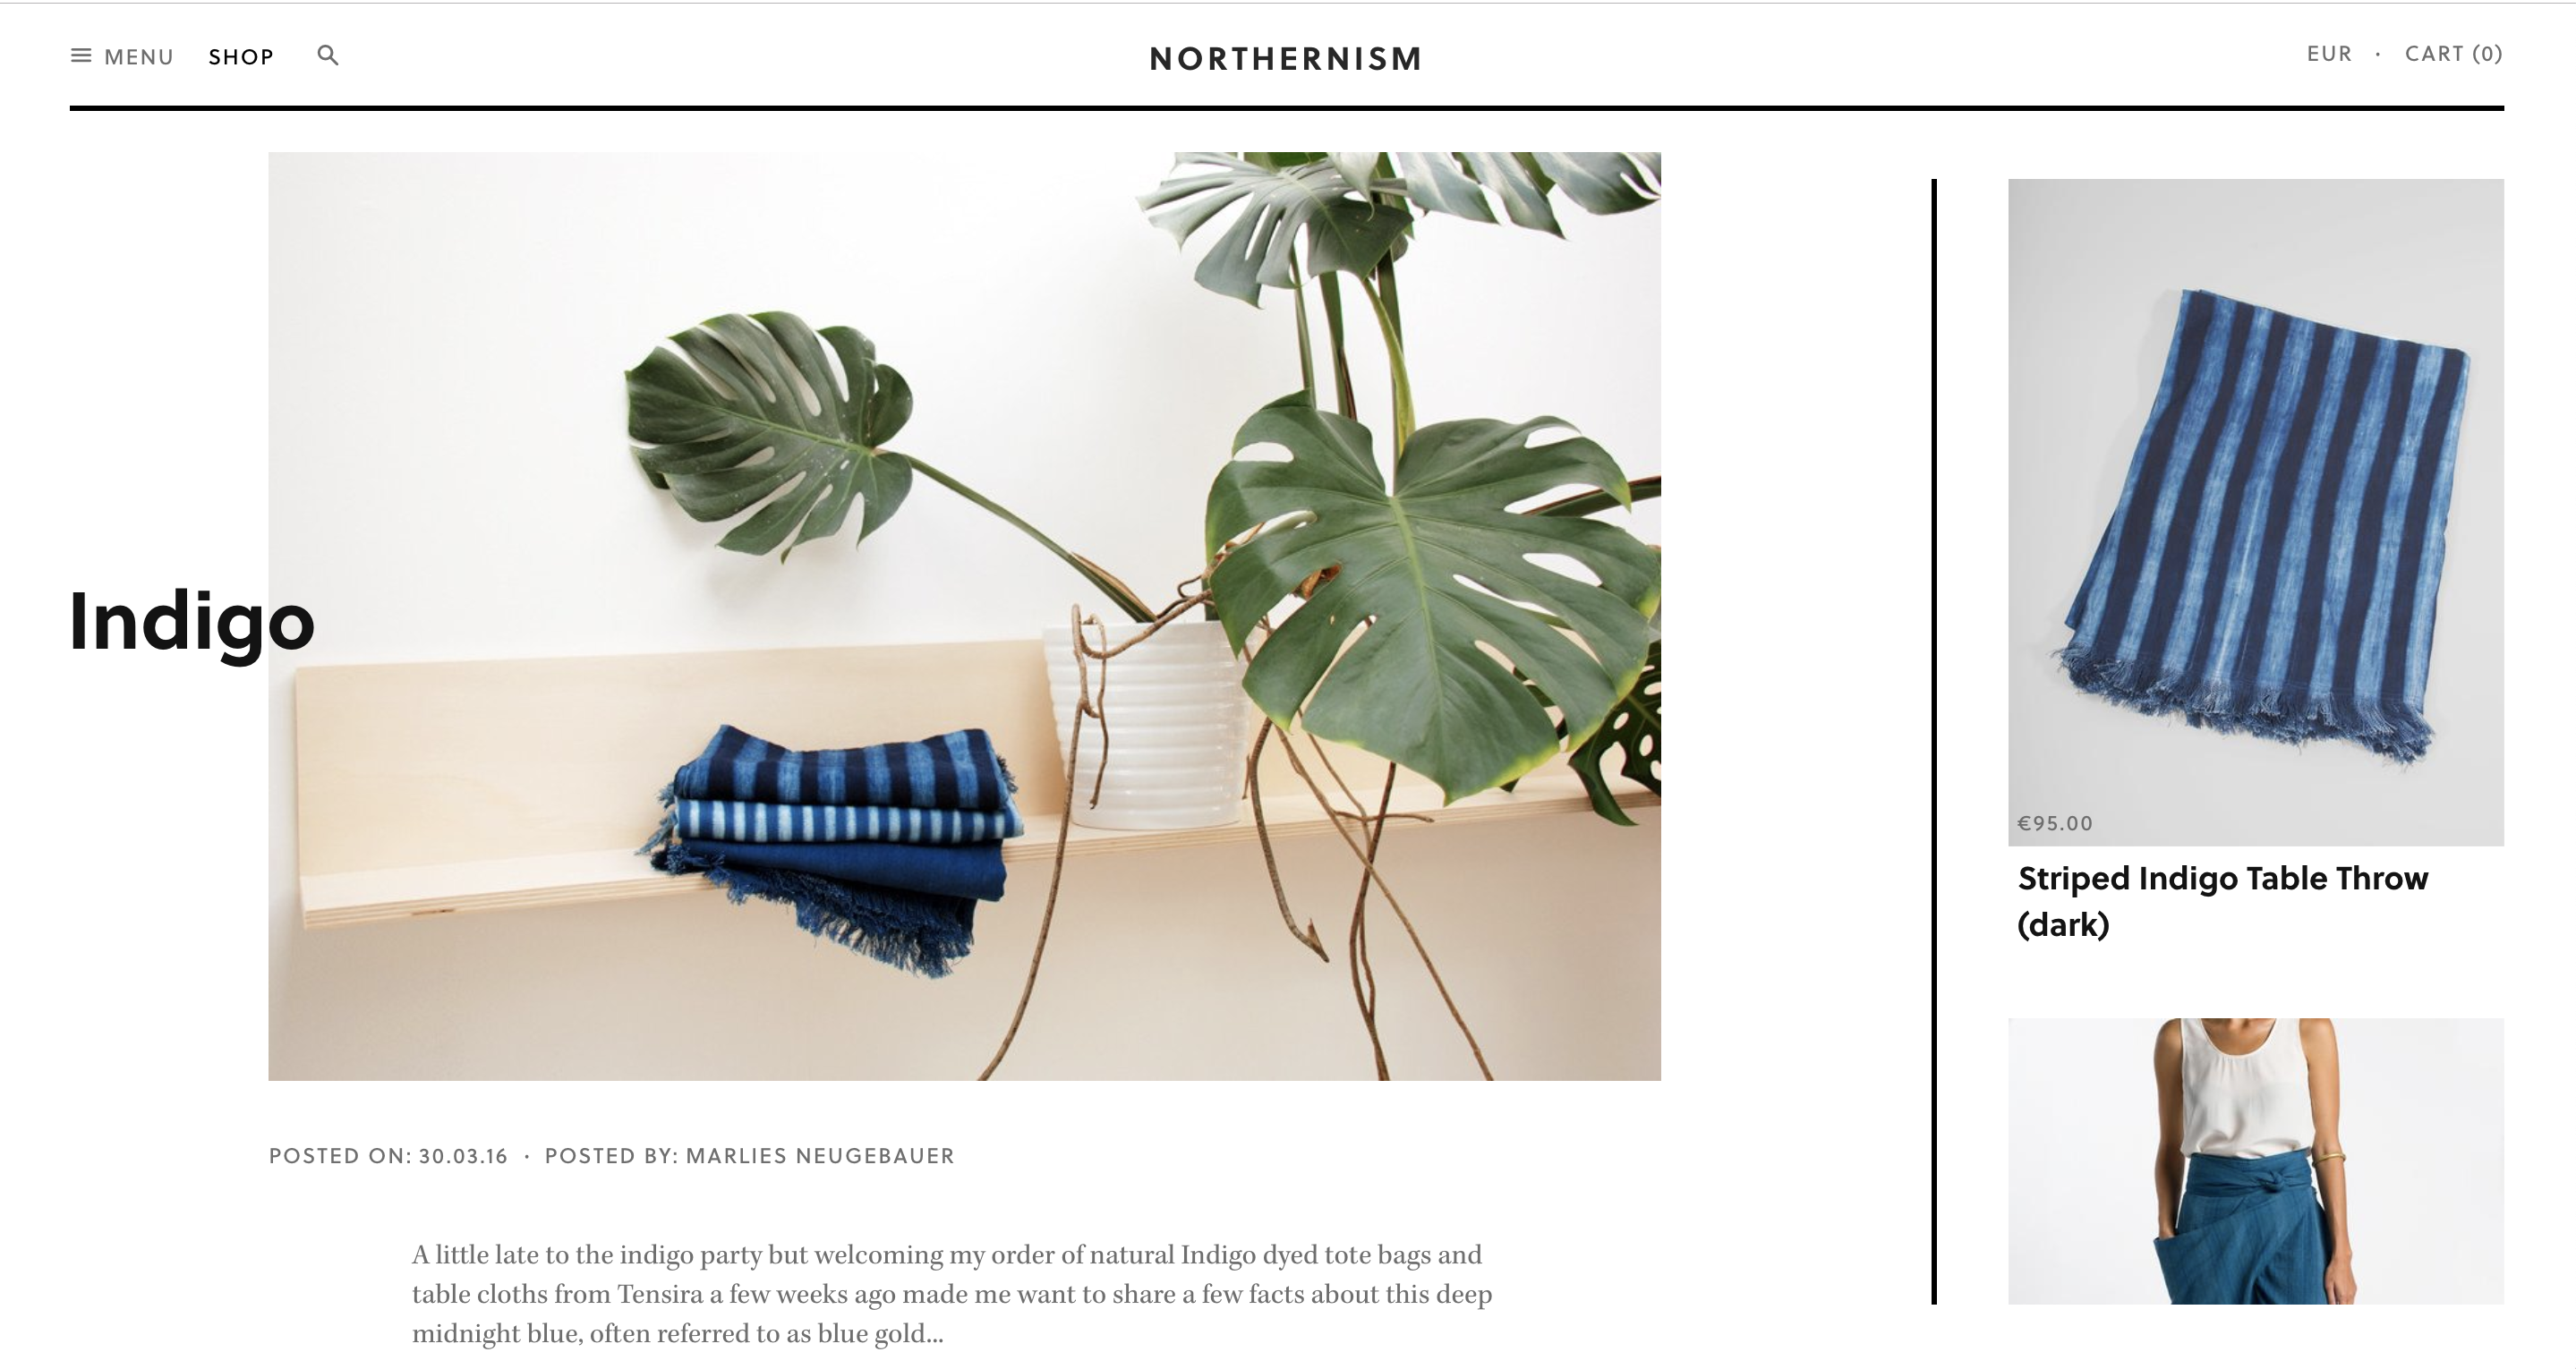 MENU SHOP
NORTHERNISM
EUR · CART (0)
Indigo
POSTED ON: 30.03.16 · POSTED BY: MARLIES NEUGEBAUER
A little late to the indigo party but welcoming my order of natural Indigo dyed tote bags and
table cloths from Tensira a few weeks ago made me want to share a few facts about this deep
midnight blue, often referred to as blue gold...
€95.00
Striped Indigo Table Throw
(dark)